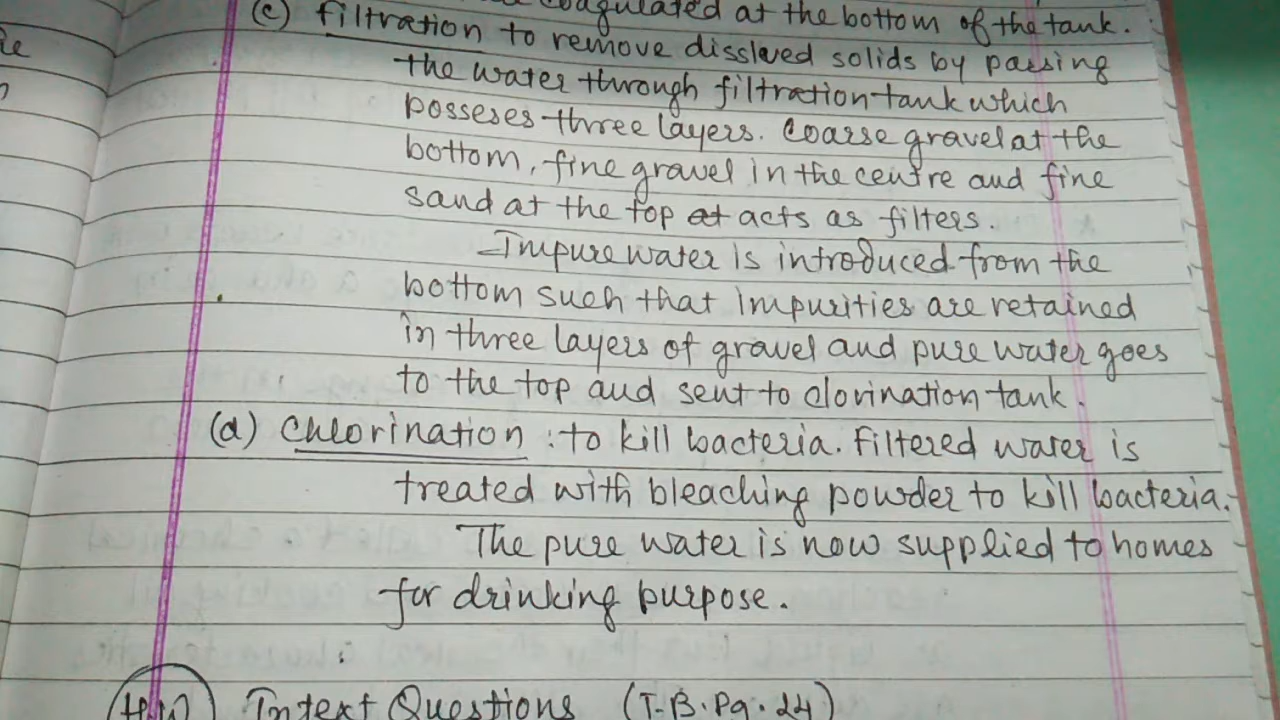 coagulated at the bottom of the tank.
(c) filtration to remove disslved solids by passing
the water through filtration tank which
posseses three layers. Coarse gravel at the
bottom, fine gravel in the centre and fine
sand at the top at acts as filters.
Impure water is introduced from the
bottom such that impurities are retained
in three layers of gravel and pure water goes
to the top and sent to clorination tank.
(d) Chlorination : to kill bacteria. Filtered water is
treated with bleaching powder to kill bacteria.
The pure water is now supplied to homes
for drinking purpose.
H.W Intext Questions (T.B. Pg. 24)